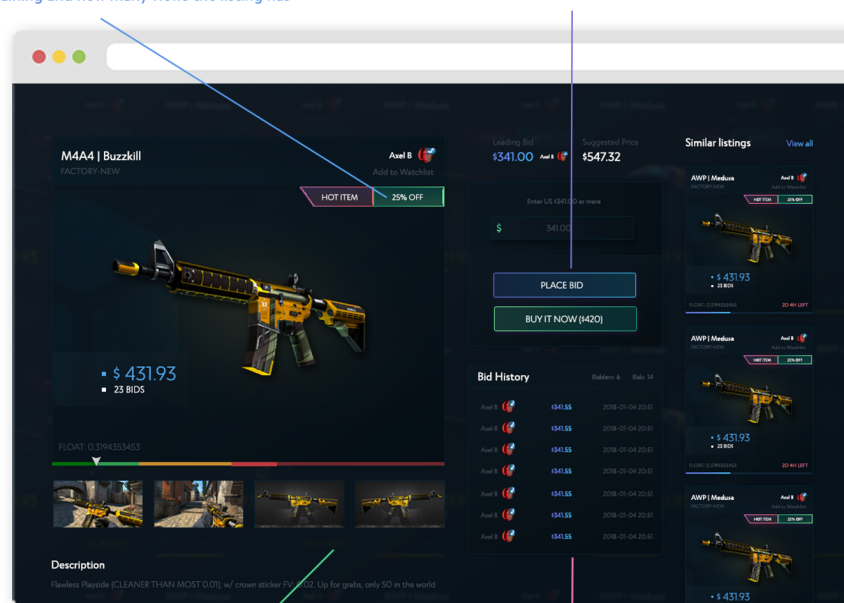 and how many views the listing has
M4A4 | Buzzkill
FACTORY-NEW
Axel B
Add to Watchlist
HOT ITEM
25% OFF
$ 431.93
23 BIDS
FLOAT: 0.3194353453
Description
Flawless Playside (CLEANER THAN MOST 0.01), w/ crown sticker FV: 0.02. Up for grabs, only 50 in the world
Leading Bid
$341.00 Axel B
Suggested Price
$547.32
Enter US $341.00 or more
$ 341.00
PLACE BID
BUY IT NOW ($420)
Bid History
Bidders: 6 Bids: 14
Axel B $341.55 2018-01-04 20:51
Axel B $341.55 2018-01-04 20:51
Axel B $341.55 2018-01-04 20:51
Axel B $341.55 2018-01-04 20:51
Axel B $341.55 2018-01-04 20:51
Axel B $341.55 2018-01-04 20:51
Axel B $341.55 2018-01-04 20:51
Similar listings
View all
AWP | Medusa
FACTORY-NEW
Axel B
Add to Watchlist
HOT ITEM
25% OFF
$ 431.93
23 BIDS
FLOAT: 0.3194353453
2D 4H LEFT
AWP | Medusa
FACTORY-NEW
Axel B
Add to Watchlist
HOT ITEM
25% OFF
$ 431.93
23 BIDS
FLOAT: 0.3194353453
2D 4H LEFT
AWP | Medusa
FACTORY-NEW
Axel B
Add to Watchlist
HOT ITEM
25% OFF
$ 431.93